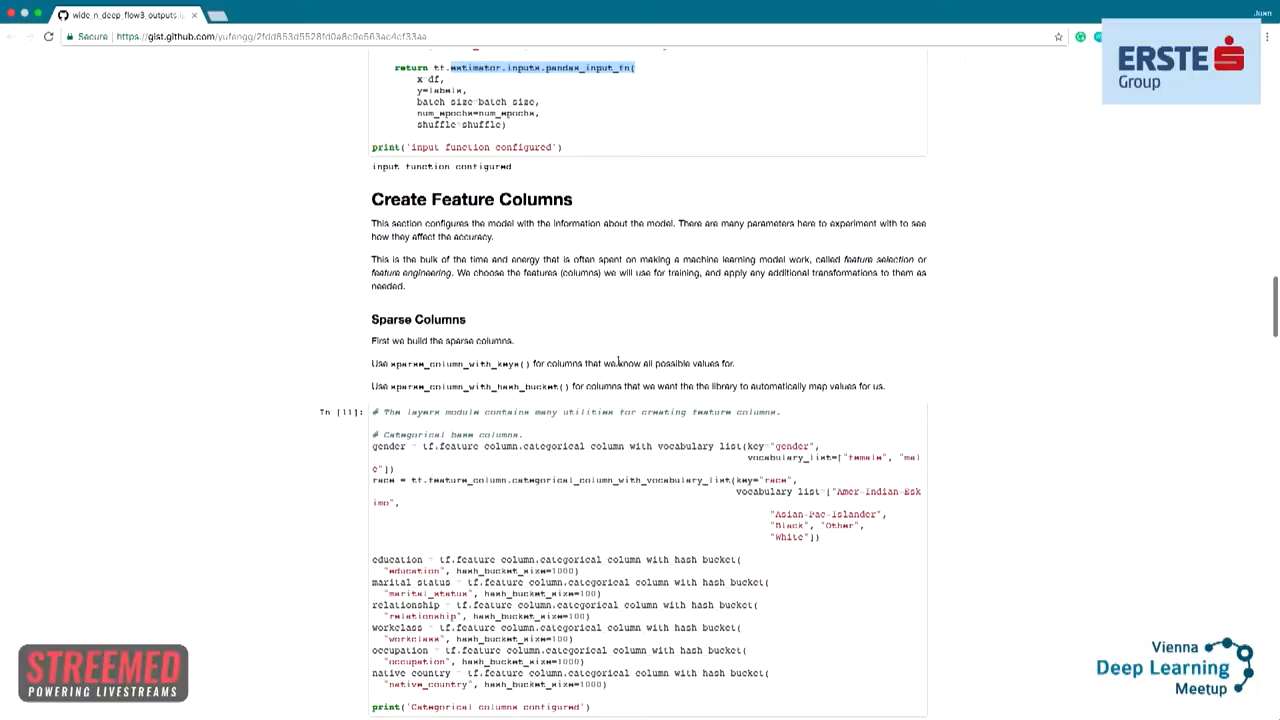 wide_n_deep_flow3_outputs.ip
Juan
Secure
https://gist.github.com/yufengg/2fdd853d5528fd0a8c9e563ac4cf33aa
ERSTE
Group
return tf.estimator.inputs.pandas_input_fn(
x=df,
y=labels,
batch_size=batch_size,
num_epochs=num_epochs,
shuffle=shuffle)
print('input function configured')
input function configured
Create Feature Columns
This section configures the model with the information about the model. There are many parameters here to experiment with to see
how they affect the accuracy.
This is the bulk of the time and energy that is often spent on making a machine learning model work, called feature selection or
feature engineering. We choose the features (columns) we will use for training, and apply any additional transformations to them as
needed.
Sparse Columns
First we build the sparse columns.
Use sparse_column_with_keys() for columns that we know all possible values for.
Use sparse_column_with_hash_bucket() for columns that we want the the library to automatically map values for us.
In [11]:
# The layers module contains many utilities for creating feature columns.
# Categorical base columns.
gender = tf.feature_column.categorical_column_with_vocabulary_list(key="gender",
vocabulary_list=["female", "mal
e"])
race = tf.feature_column.categorical_column_with_vocabulary_list(key="race",
vocabulary_list=["Amer-Indian-Esk
imo",
"Asian-Pac-Islander",
"Black", "Other",
"White"])
education = tf.feature_column.categorical_column_with_hash_bucket(
"education", hash_bucket_size=1000)
marital_status = tf.feature_column.categorical_column_with_hash_bucket(
"marital_status", hash_bucket_size=100)
relationship = tf.feature_column.categorical_column_with_hash_bucket(
"relationship", hash_bucket_size=100)
workclass = tf.feature_column.categorical_column_with_hash_bucket(
"workclass", hash_bucket_size=100)
occupation = tf.feature_column.categorical_column_with_hash_bucket(
"occupation", hash_bucket_size=1000)
native_country = tf.feature_column.categorical_column_with_hash_bucket(
"native_country", hash_bucket_size=1000)
print('Categorical columns configured')
STREEMED
POWERING LIVESTREAMS
Vienna
Deep Learning
Meetup